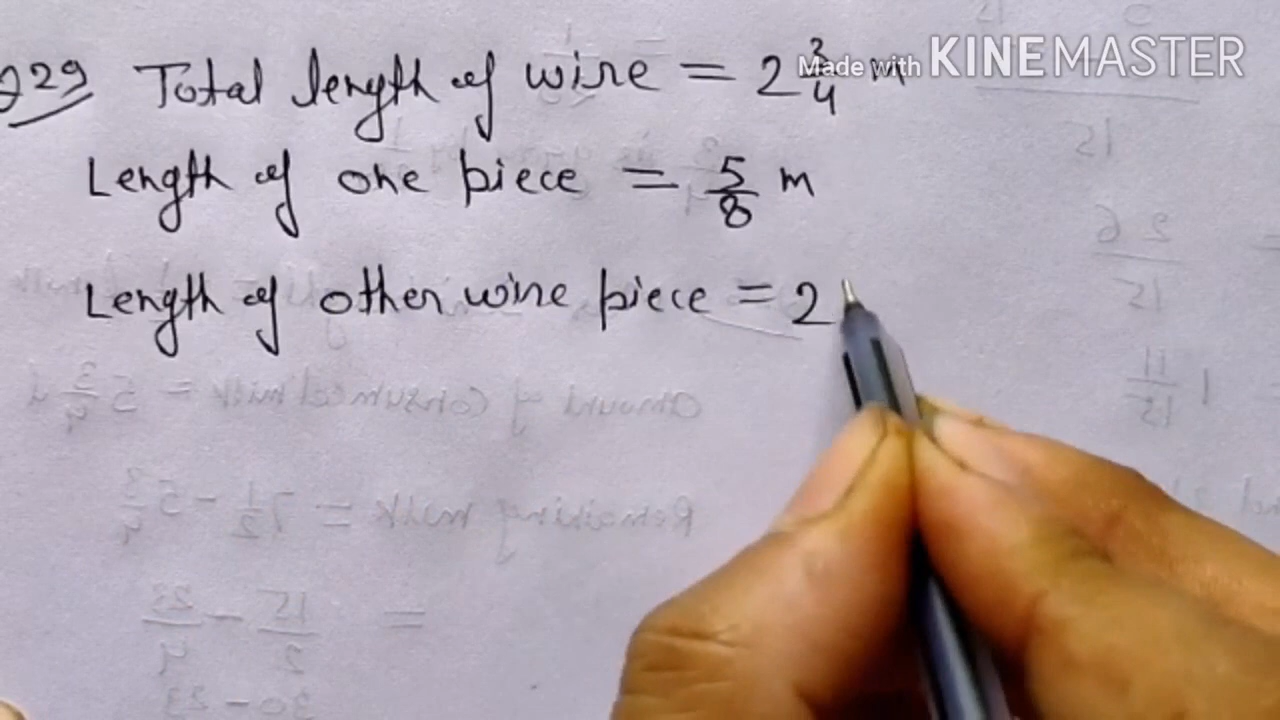 Q29 Total length of wire = 2 3/4 m
Made with KINEMASTER
Length of one piece = 5/8 m
Length of other wire piece = 2